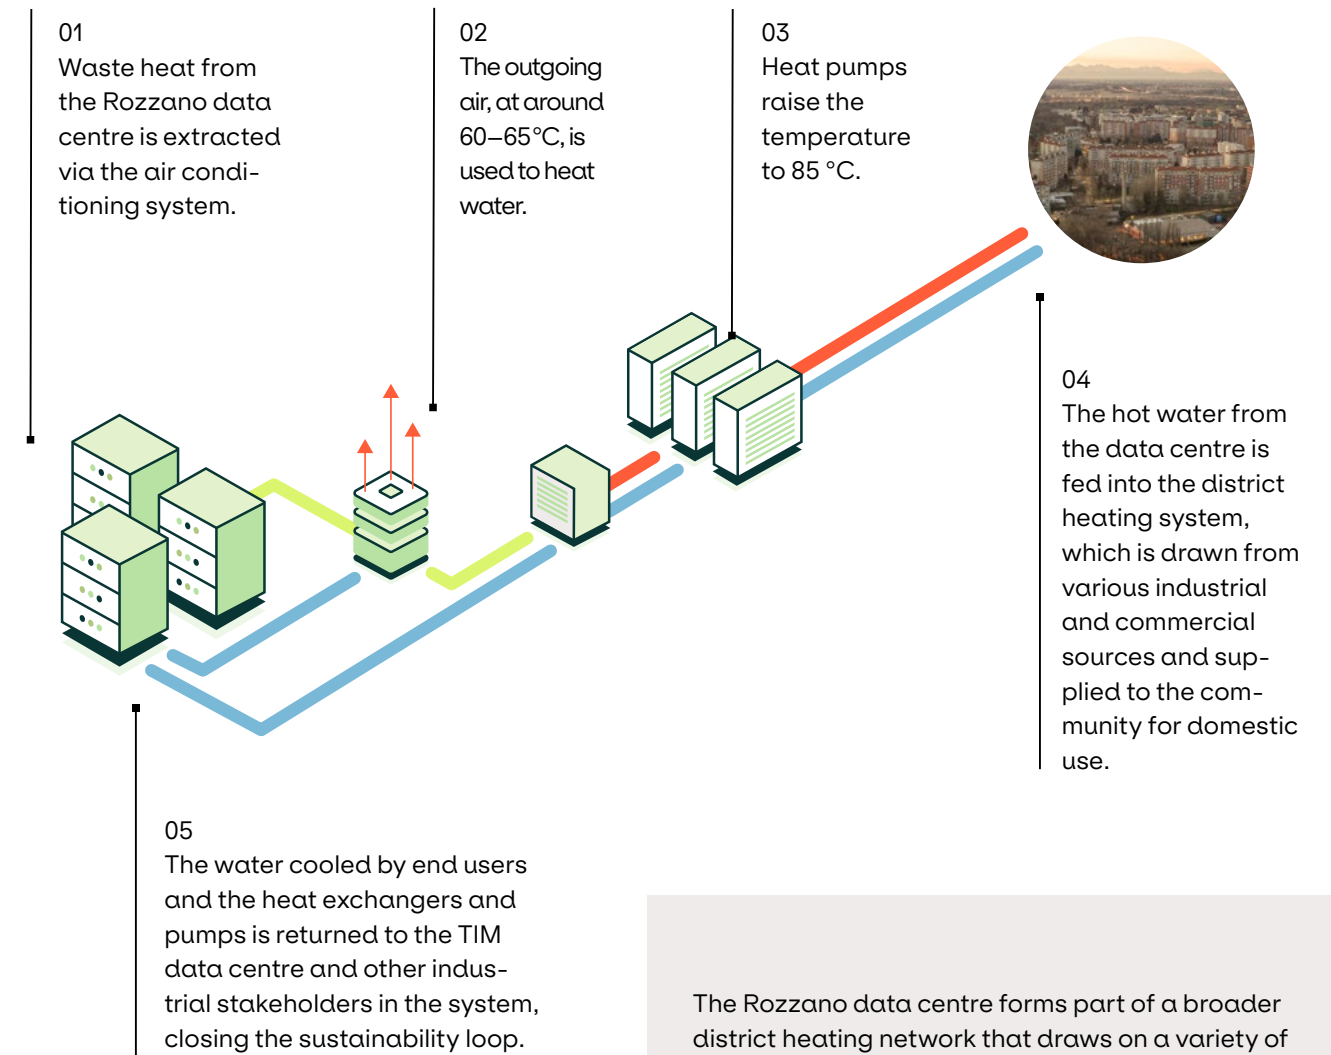 01
Waste heat from
the Rozzano data
centre is extracted
via the air condi-
tioning system.
02
The outgoing
air, at around
60–65°C, is
used to heat
water.
03
Heat pumps
raise the
temperature
to 85 °C.
04
The hot water from
the data centre is
fed into the district
heating system,
which is drawn from
various industrial
and commercial
sources and sup-
plied to the com-
munity for domestic
use.
05
The water cooled by end users
and the heat exchangers and
pumps is returned to the TIM
data centre and other indus-
trial stakeholders in the system,
closing the sustainability loop.
The Rozzano data centre forms part of a broader
district heating network that draws on a variety of